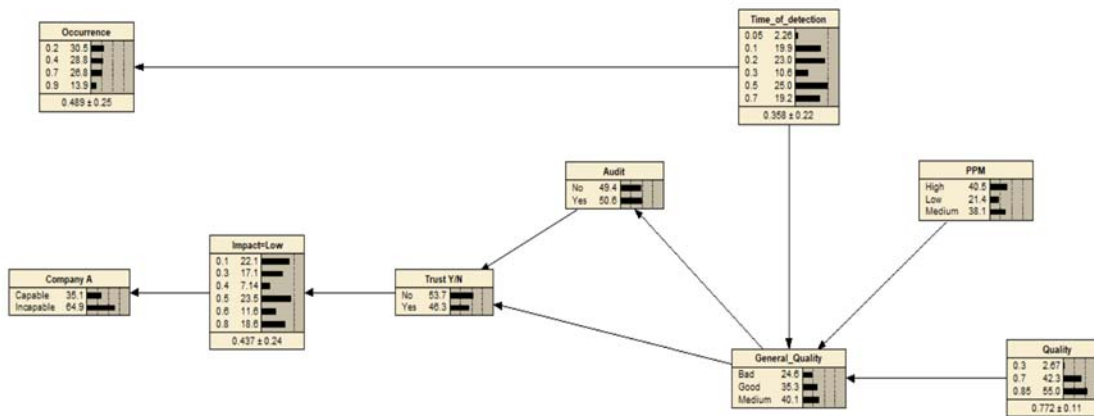 Occurrence
0.2 30.5
0.4 28.8
0.7 26.8
0.9 13.9
0.489 ± 0.25
Time_of_detection
0.05 2.26
0.1 19.9
0.2 23.0
0.3 10.6
0.5 25.0
0.7 19.2
0.358 ± 0.22
Audit
No 49.4
Yes 50.6
PPM
High 40.5
Low 21.4
Medium 38.1
Company A
Capable 35.1
Incapable 64.9
Impact=Low
0.1 22.1
0.3 17.1
0.4 7.14
0.5 23.5
0.6 11.6
0.8 18.6
0.437 ± 0.24
Trust Y/N
No 53.7
Yes 46.3
General_Quality
Bad 24.6
Good 35.3
Medium 40.1
Quality
0.3 2.67
0.7 42.3
0.85 55.0
0.772 ± 0.11